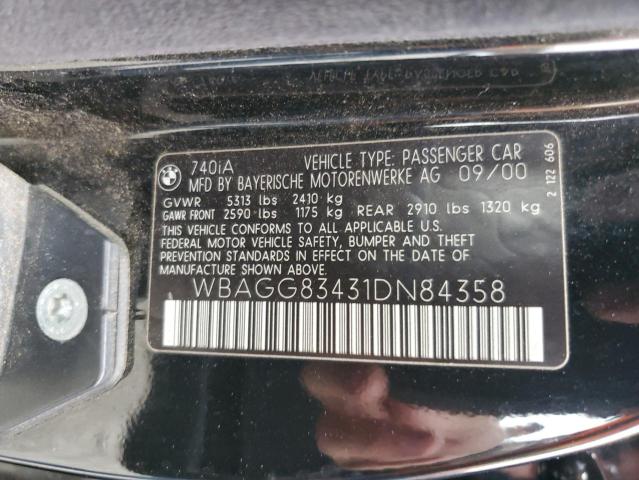 740iA VEHICLE TYPE: PASSENGER CAR
MFD BY BAYERISCHE MOTORENWERKE AG 09/00
GVWR 5313 lbs 2410 kg
GAWR FRONT 2590 lbs 1175 kg REAR 2910 lbs 1320 kg
THIS VEHICLE CONFORMS TO ALL APPLICABLE U.S.
FEDERAL MOTOR VEHICLE SAFETY, BUMPER AND THEFT
PREVENTION STANDARDS IN EFFECT ON THE
DATE OF MANUFACTURE SHOWN ABOVE.
WBAGG83431DN84358
2 122 606